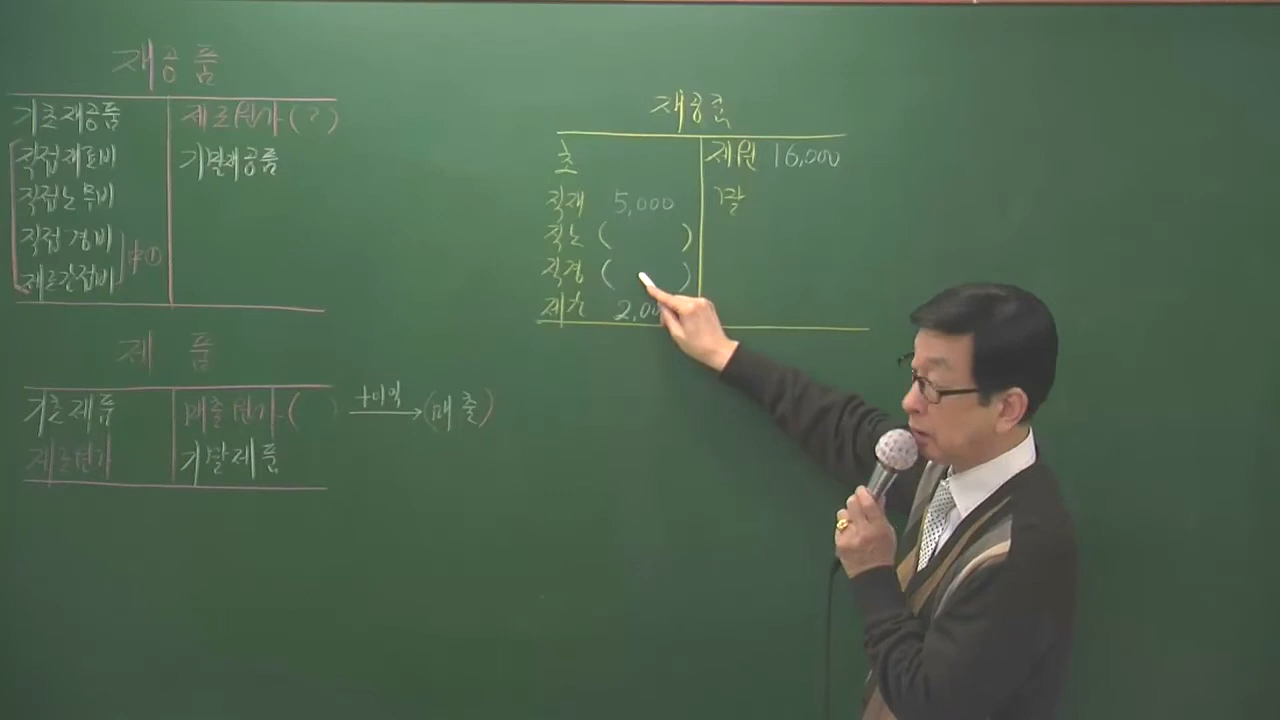 재공품
기초재공품 제조원가 (?)
직접재료비 기말재공품
직접노무비
직접경비
제조간접비
中①
제 품
기초제품 매출원가 (
제조원가 기말제품
+이익
(매출)
재공품
초 제원 16,000
직재 5,000 기말
직노 ( )
직경 ( )
제간 2,00